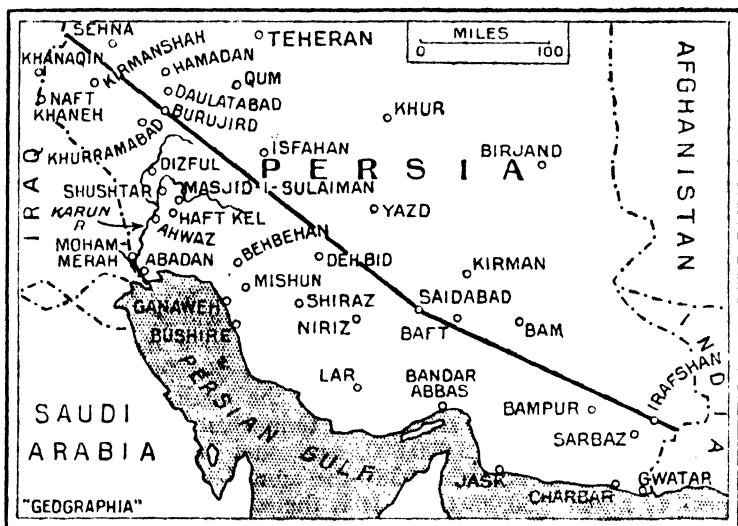 SEHNA
TEHERAN
MILES
0 100
KHANAQIN
KIRMANSHAH
HAMADAN
QUM
NAFT
KHANEH
DAULATABAD
BURUJIRD
KHUR
KHURRAMABAD
ISFAHAN
BIRJAND
AFGHANISTAN
DIZFUL
PERSIA
IRAQ
SHUSHTAR
MASJID-I-SULAIMAN
KARUN
R
HAFT KEL
YAZD
AHWAZ
MOHAM-
MERAH
ABADAN
BEHBEHAN
DEHBID
KIRMAN
MISHUN
GANAWEH
SHIRAZ
SAIDABAD
BUSHIRE
NIRIZ
BAFT
BAM
INDIA
LAR
BANDAR
ABBAS
BAMPUR
IRAFSHAN
SARBAZ
SAUDI
ARABIA
PERSIAN GULF
JASK
CHARBAR
GWATAR
"GEOGRAPHIA"